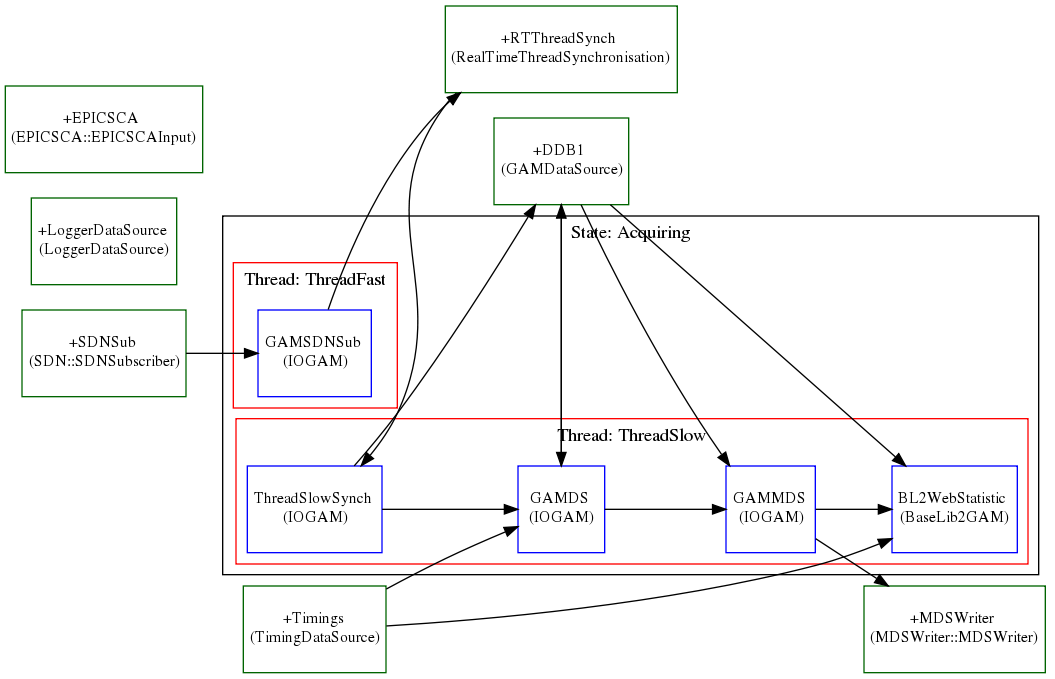 +RTThreadSynch
(RealTimeThreadSynchronisation)
+EPICSCA
(EPICSCA::EPICSCAInput)
+DDB1
(GAMDataSource)
+LoggerDataSource
(LoggerDataSource)
State: Acquiring
Thread: ThreadFast
+SDNSub
(SDN::SDNSubscriber)
GAMSDNSub
(IOGAM)
Thread: ThreadSlow
ThreadSlowSynch
(IOGAM)
GAMDS
(IOGAM)
GAMMDS
(IOGAM)
BL2WebStatistic
(BaseLib2GAM)
+Timings
(TimingDataSource)
+MDSWriter
(MDSWriter::MDSWriter)